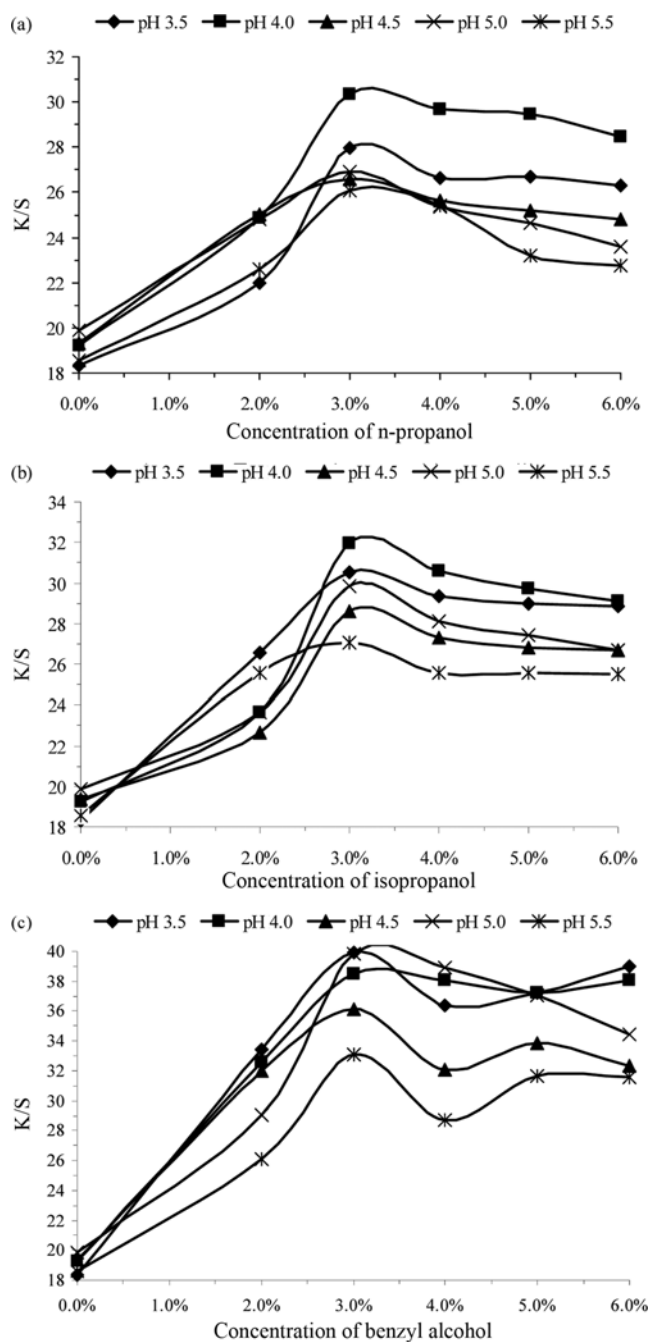 (a)
pH 3.5 pH 4.0 pH 4.5 pH 5.0 pH 5.5
32
30
28
26
24
22
20
18
K/S
0.0% 1.0% 2.0% 3.0% 4.0% 5.0% 6.0%
Concentration of n-propanol
(b)
pH 3.5 pH 4.0 pH 4.5 pH 5.0 pH 5.5
34
32
30
28
26
24
22
20
18
K/S
0.0% 1.0% 2.0% 3.0% 4.0% 5.0% 6.0%
Concentration of isopropanol
(c)
pH 3.5 pH 4.0 pH 4.5 pH 5.0 pH 5.5
40
38
36
34
32
30
28
26
24
22
20
18
K/S
0.0% 1.0% 2.0% 3.0% 4.0% 5.0% 6.0%
Concentration of benzyl alcohol